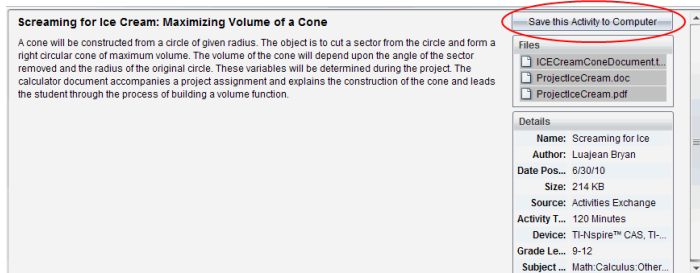 Screaming for Ice Cream: Maximizing Volume of a Cone
A cone will be constructed from a circle of given radius. The object is to cut a sector from the circle and form a
right circular cone of maximum volume. The volume of the cone will depend upon the angle of the sector
removed and the radius of the original circle. These variables will be determined during the project. The
calculator document accompanies a project assignment and explains the construction of the cone and leads
the student through the process of building a volume function.
Save this Activity to Computer
Files
ICECreamConeDocument.t...
ProjectIceCream.doc
ProjectIceCream.pdf
Details
Name: Screaming for Ice
Author: Luajean Bryan
Date Pos... 6/30/10
Size: 214 KB
Source: Activities Exchange
Activity T... 120 Minutes
Device: TI-Nspire™ CAS, TI-...
Grade Le... 9-12
Subject ... Math:Calculus:Other...